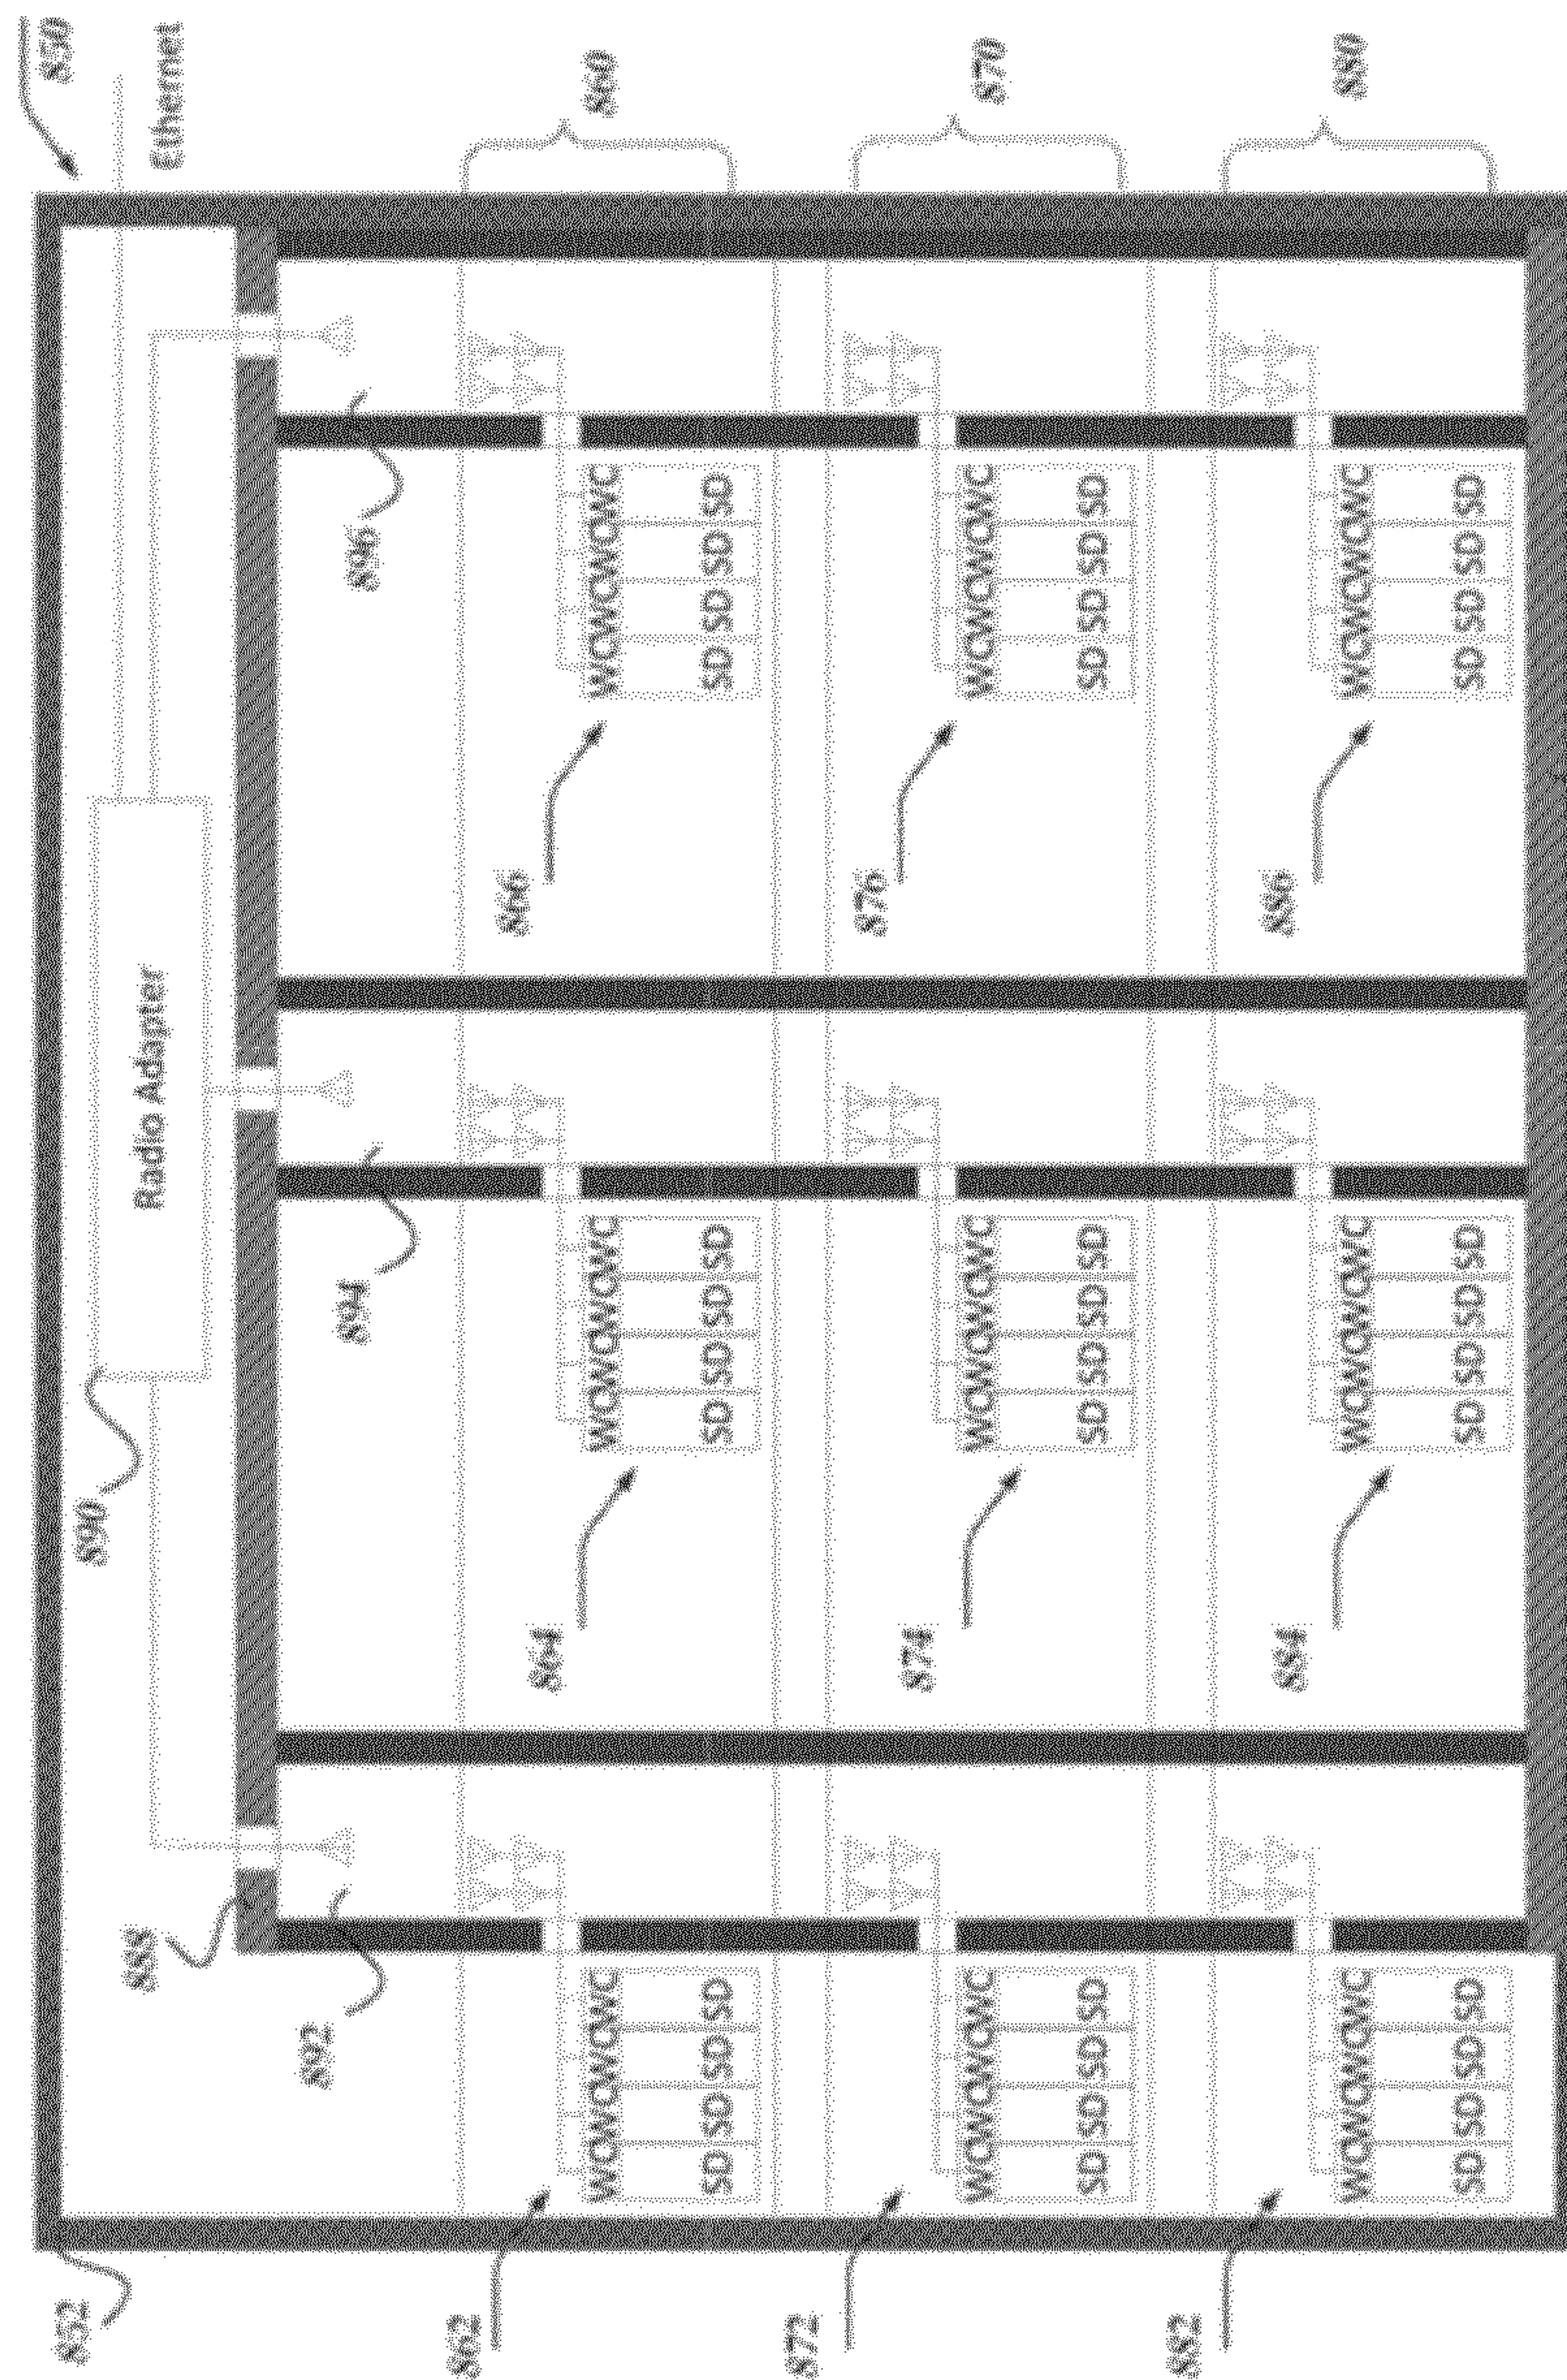 850
852
890
Ethernet
Radio Adapter
888
892
894
896
862
866
864
860
WCWCWCWC WCWCWCWC WCWCWCWC
SD SD SD SD SD SD SD SD SD SD SD SD
872
876
874
870
WCWCWCWC WCWCWCWC WCWCWCWC
SD SD SD SD SD SD SD SD SD SD SD SD
882
886
884
880
WCWCWCWC WCWCWCWC WCWCWCWC
SD SD SD SD SD SD SD SD SD SD SD SD